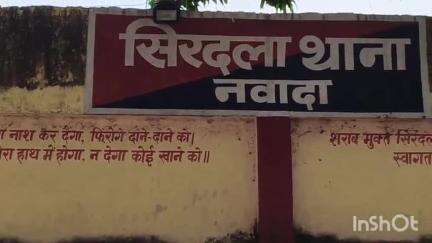 सिरदला थाना
नवादा
नाश कर देगा, फिरोगे दाने-दाने को।
हाथ में होगा, न देगा कोई खाने को॥
शराब मुक्त सिरदला
स्वागत
InShOt